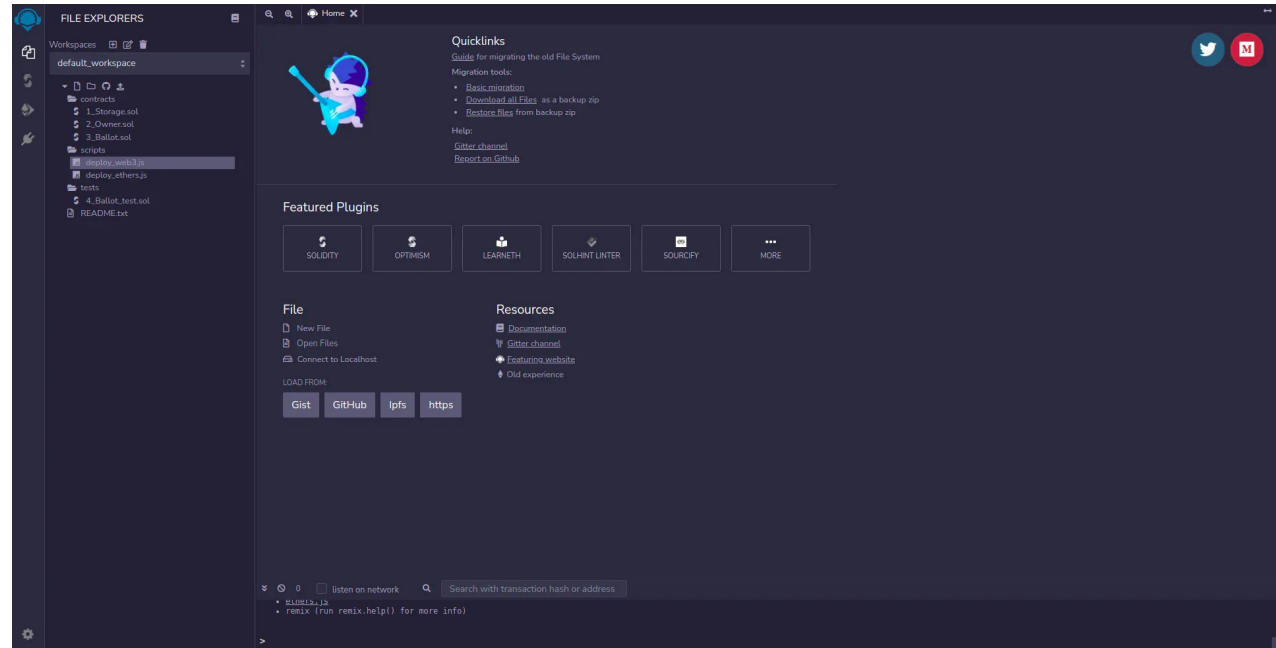 FILE EXPLORERS
Workspaces
default_workspace
contracts
1_Storage.sol
2_Owner.sol
3_Ballot.sol
scripts
deploy_web3.js
deploy_ethers.js
tests
4_Ballot_test.sol
README.txt
Home
Quicklinks
Guide for migrating the old File System
Migration tools:
• Basic migration
• Download all Files as a backup zip
• Restore files from backup zip
Help:
Gitter channel
Report on Github
M
Featured Plugins
SOLIDITY
OPTIMISM
LEARNETH
SOLHINT LINTER
SOURCIFY
MORE
File
New File
Open Files
Connect to Localhost
LOAD FROM:
Gist GitHub Ipfs https
Resources
Documentation
Gitter channel
Featuring website
Old experience
0 listen on network Search with transaction hash or address
• ethers.js
• remix (run remix.help() for more info)
>